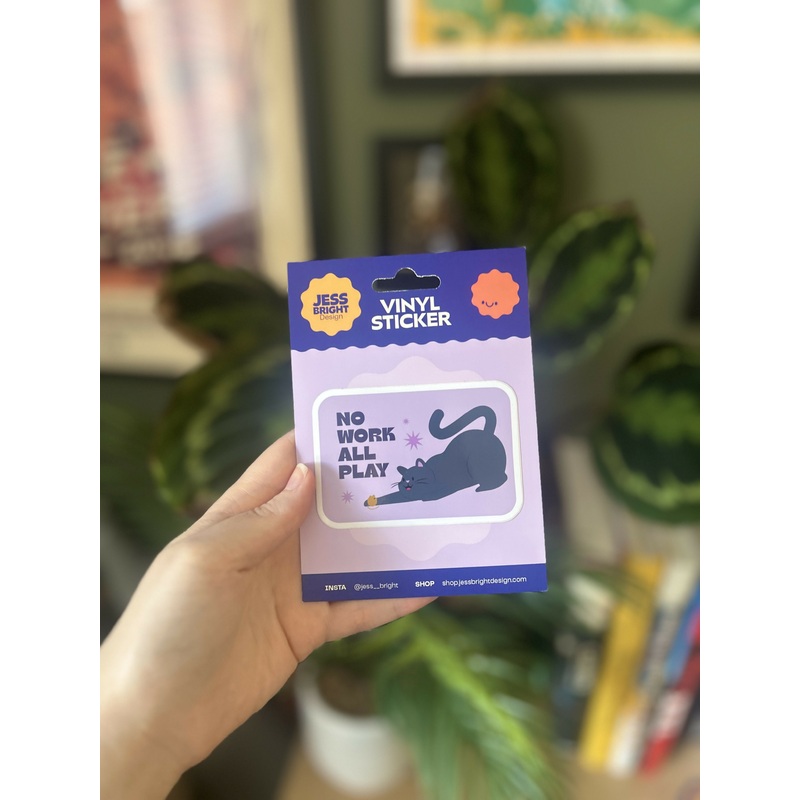 JESS
BRIGHT
Design
VINYL
STICKER
NO
WORK
ALL
PLAY
INSTA @jess__bright SHOP shop.jessbrightdesign.com